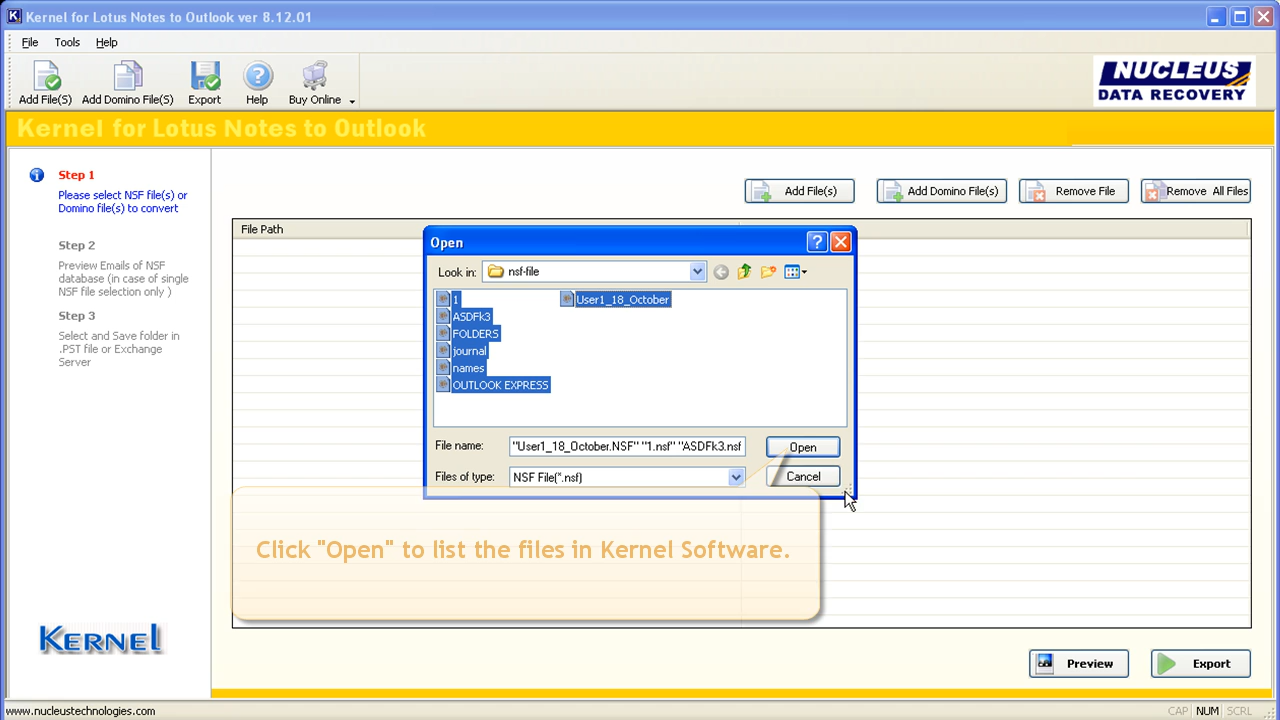 Kernel for Lotus Notes to Outlook ver 8.12.01
File Tools Help
Add File(S) Add Domino File(S) Export Help Buy Online
NUCLEUS
DATA RECOVERY
Kernel for Lotus Notes to Outlook
Step 1
Please select NSF file(s) or
Domino file(s) to convert
Step 2
Preview Emails of NSF
database (in case of single
NSF file selection only )
Step 3
Select and Save folder in
.PST file or Exchange
Server
KERNEL
Add File(s) Add Domino File(s) Remove File Remove All Files
File Path
Open
Look in: nsf-file
1
ASDFk3
FOLDERS
journal
names
OUTLOOK EXPRESS
User1_18_October
File name: "User1_18_October.NSF" "1.nsf" "ASDFk3.nsf
Open
Files of type: NSF File(*.nsf)
Cancel
Click "Open" to list the files in Kernel Software.
Preview Export
www.nucleustechnologies.com
CAP NUM SCRL